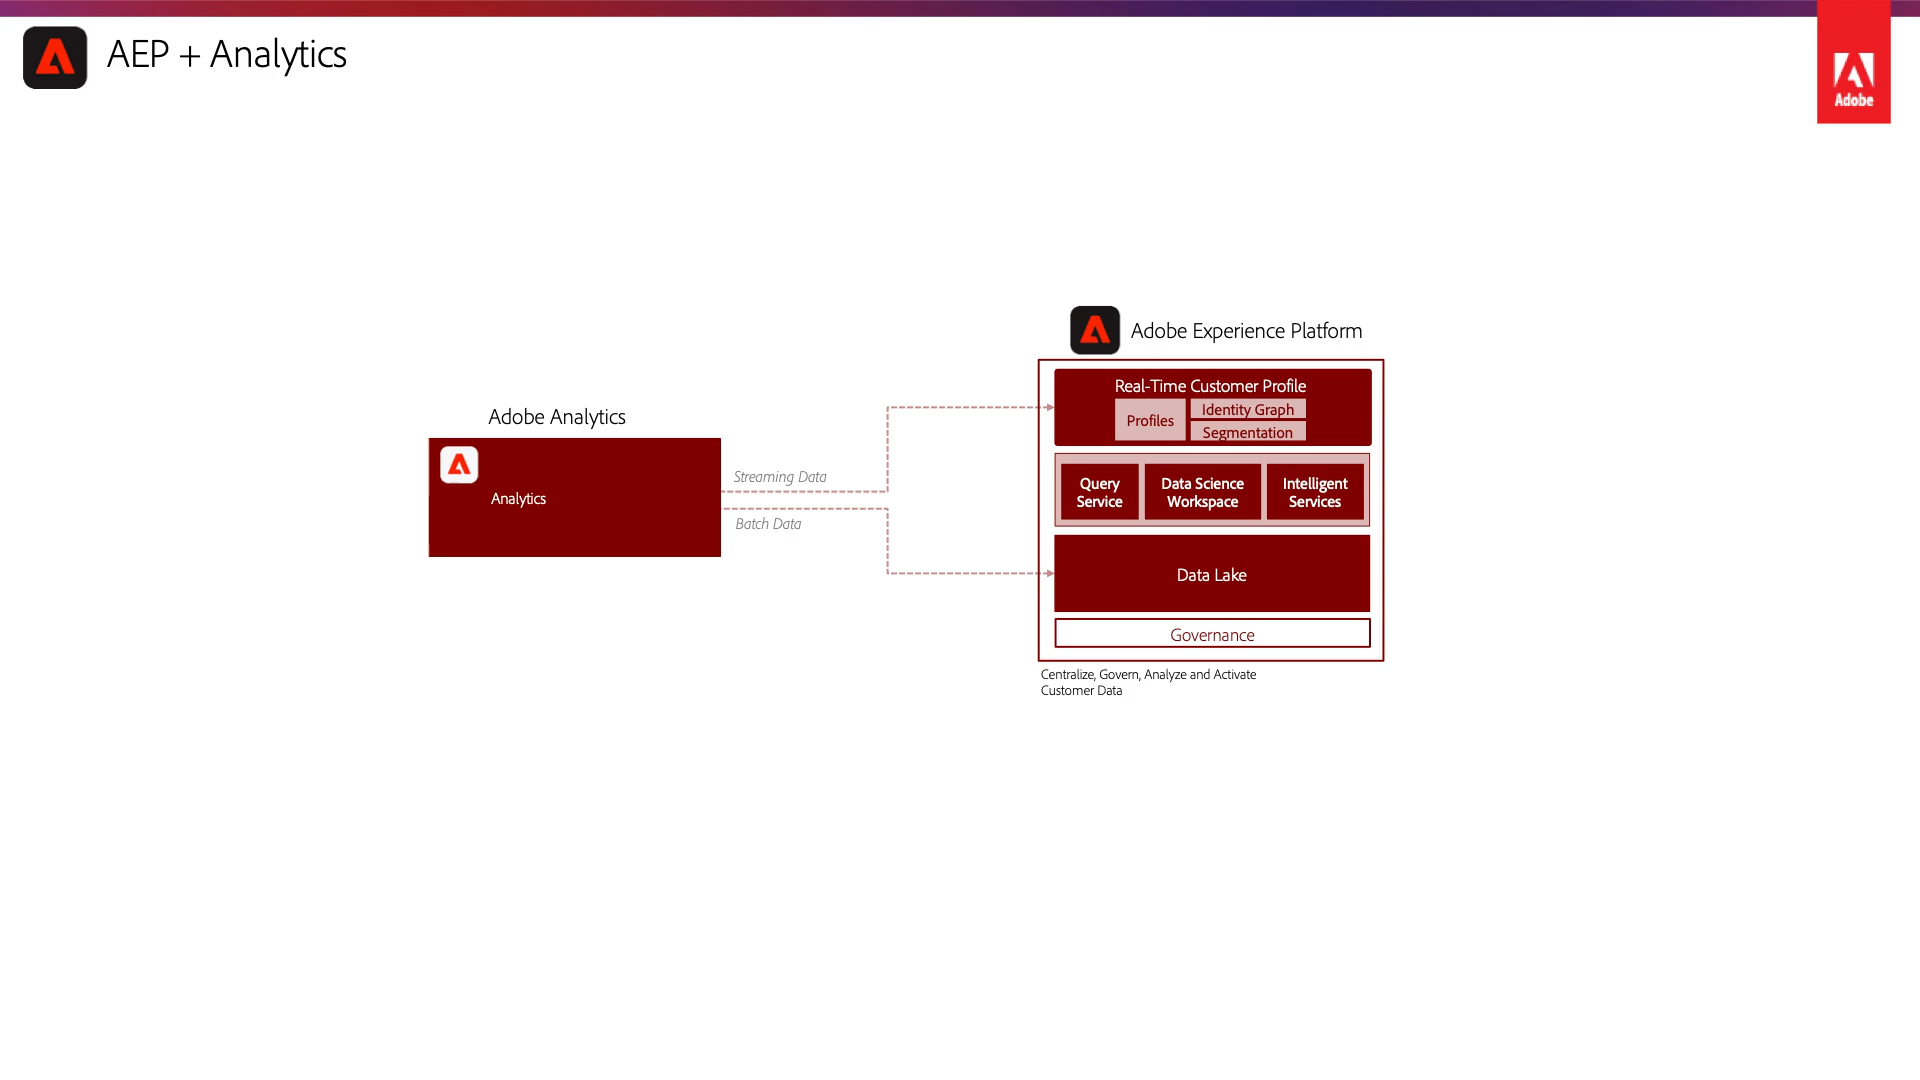 AEP + Analytics
Adobe
Adobe Experience Platform
Real-Time Customer Profile
Profiles
Identity Graph
Segmentation
Adobe Analytics
Analytics
Streaming Data
Batch Data
Query
Service
Data Science
Workspace
Intelligent
Services
Data Lake
Governance
Centralize, Govern, Analyze and Activate
Customer Data